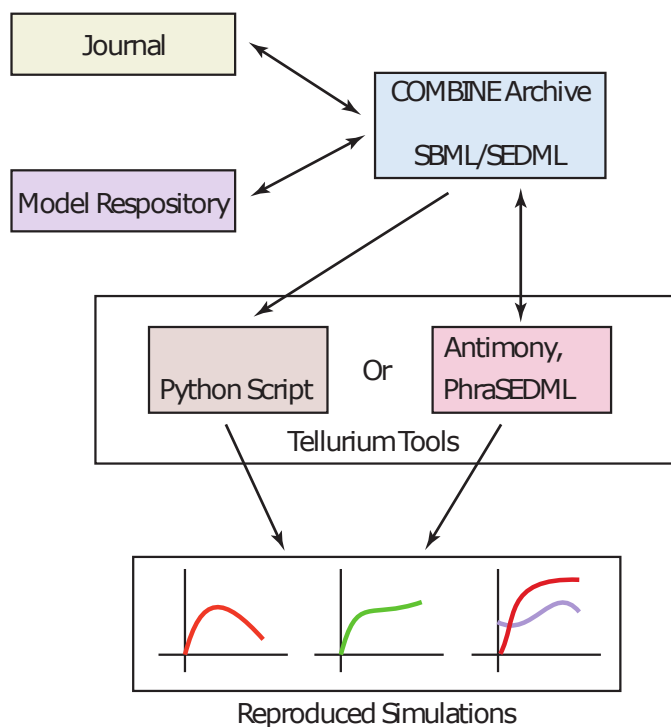 Journal
COMBINE Archive
SBML/SEDML
Model Respository
Python Script
Or
Antimony,
PhraSEDML
Tellurium Tools
Reproduced Simulations